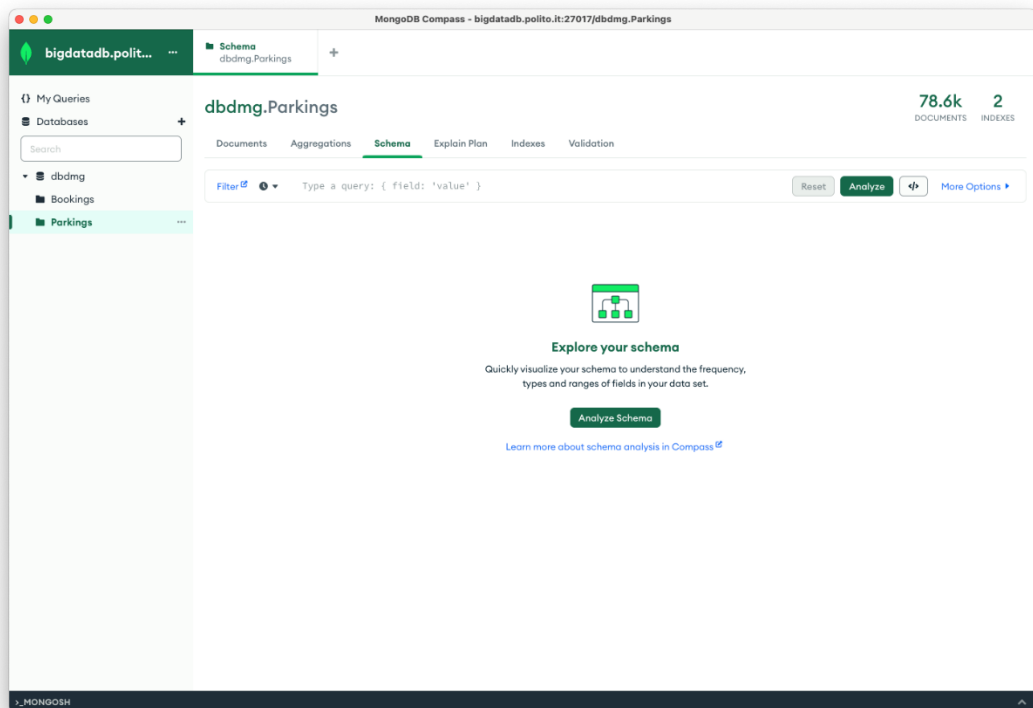 MongoDB Compass - bigdatadb.polito.it:27017/dbdmg.Parkings
bigdatadb.polit... ...
Schema
dbdmg.Parkings
+
{} My Queries
Databases +
Search
dbdmg
Bookings
Parkings ...
dbdmg.Parkings
78.6k 2
DOCUMENTS INDEXES
Documents Aggregations Schema Explain Plan Indexes Validation
Filter Type a query: { field: 'value' } Reset Analyze </> More Options
Explore your schema
Quickly visualize your schema to understand the frequency,
types and ranges of fields in your data set.
Analyze Schema
Learn more about schema analysis in Compass
>_MONGOSH